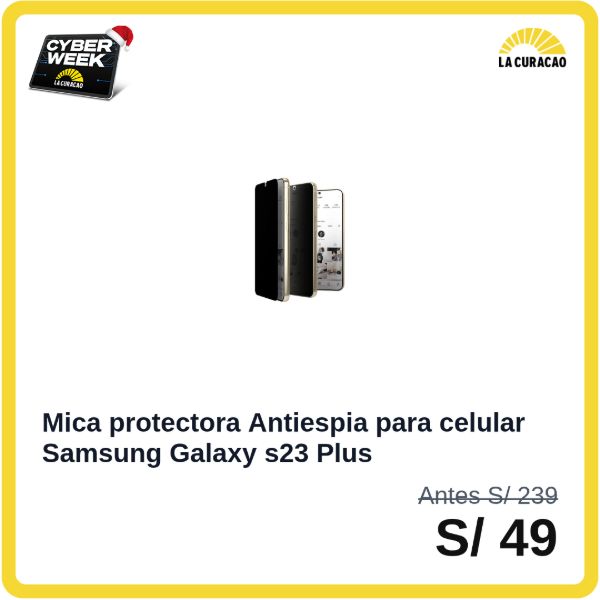 CYBER
WEEK
LA CURACAO
LA CURACAO
Mica protectora Antiespia para celular
Samsung Galaxy s23 Plus
Antes S/ 239
S/ 49